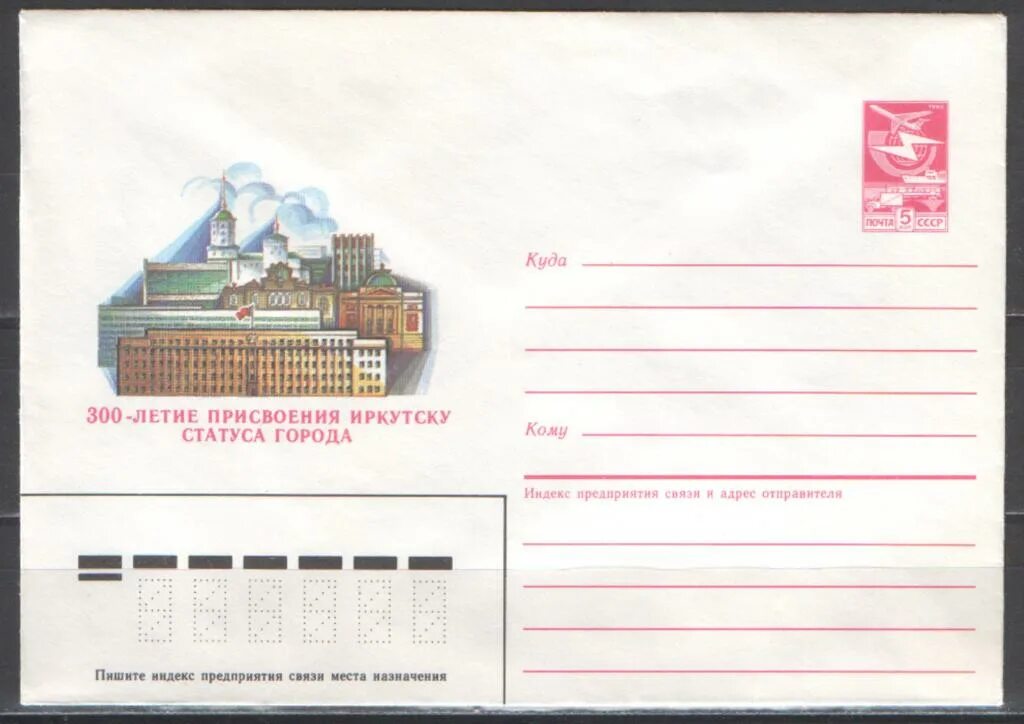 ПОЧТА 5 СССР
Куда
300-ЛЕТИЕ ПРИСВОЕНИЯ ИРКУТСКУ
СТАТУСА ГОРОДА
Кому
Индекс предприятия связи и адрес отправителя
Пишите индекс предприятия связи места назначения